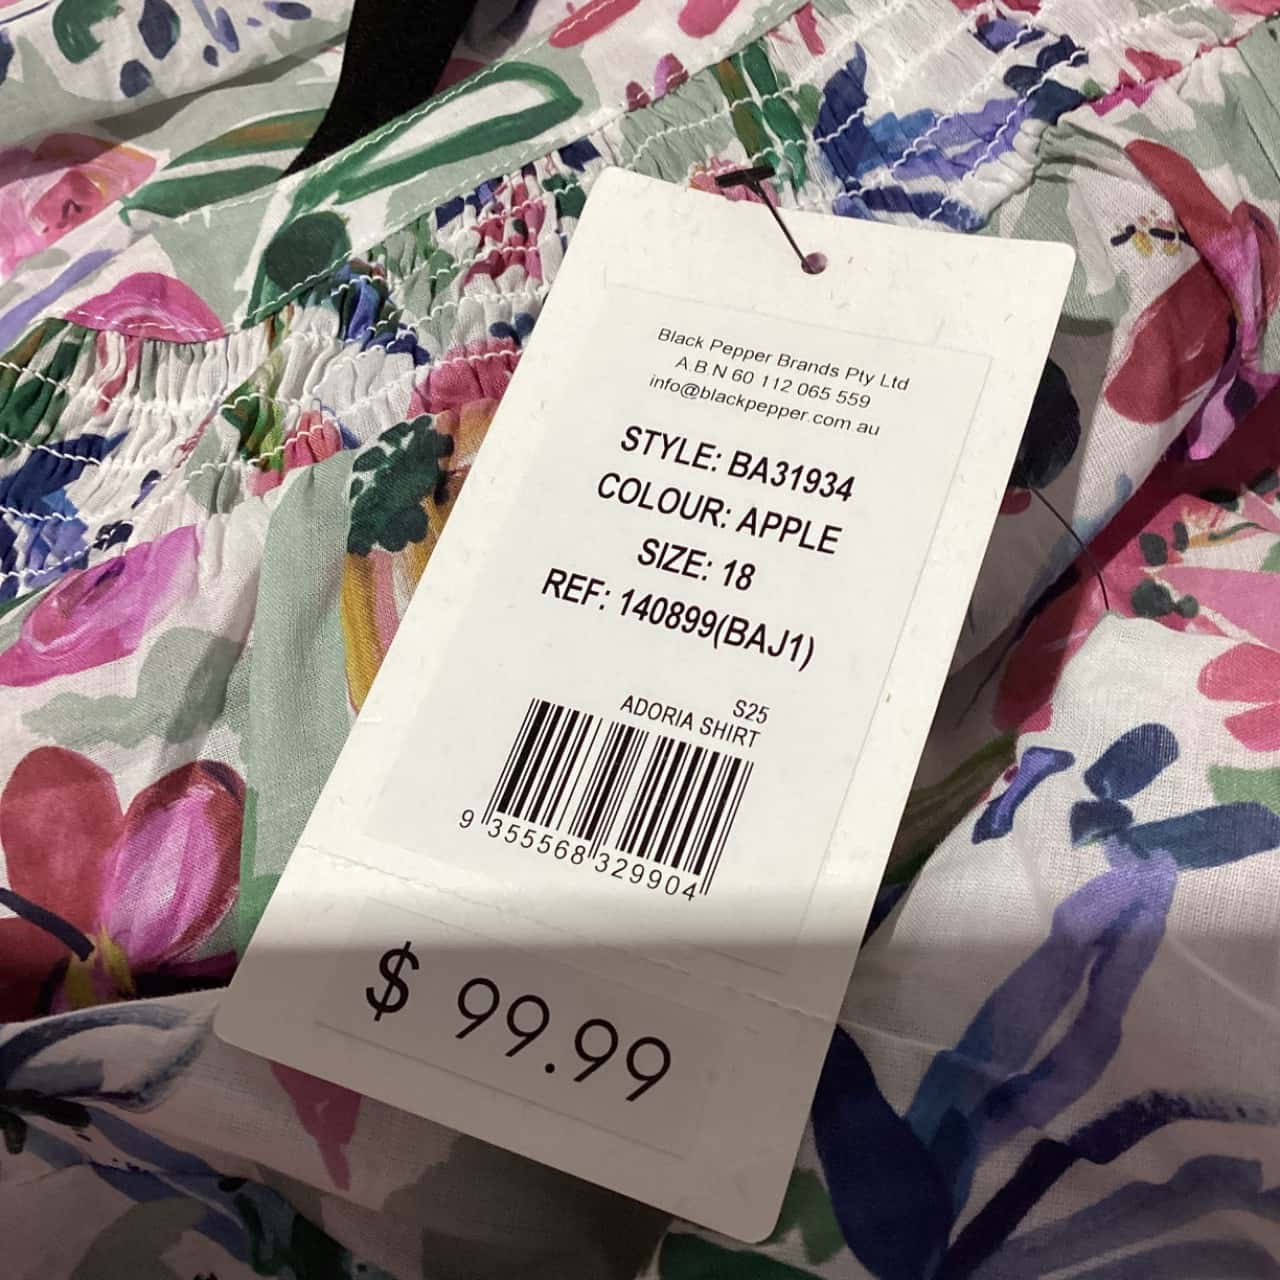 Black Pepper Brands Pty Ltd
A.B N 60 112 065 559
info@blackpepper.com au
STYLE: BA31934
COLOUR: APPLE
SIZE: 18
REF: 140899(BAJ1)
S25
ADORIA SHIRT
9 355568 329904
$ 99.99